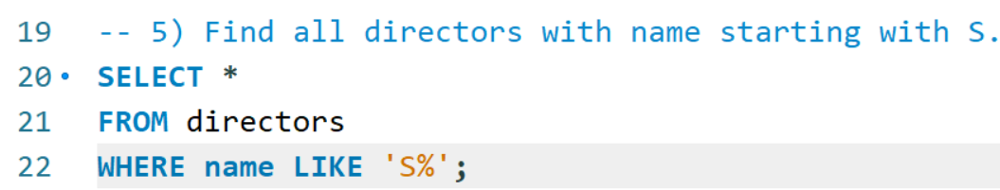 19 -- 5) Find all directors with name starting with S.
20 • SELECT *
21 FROM directors
22 WHERE name LIKE 'S%';